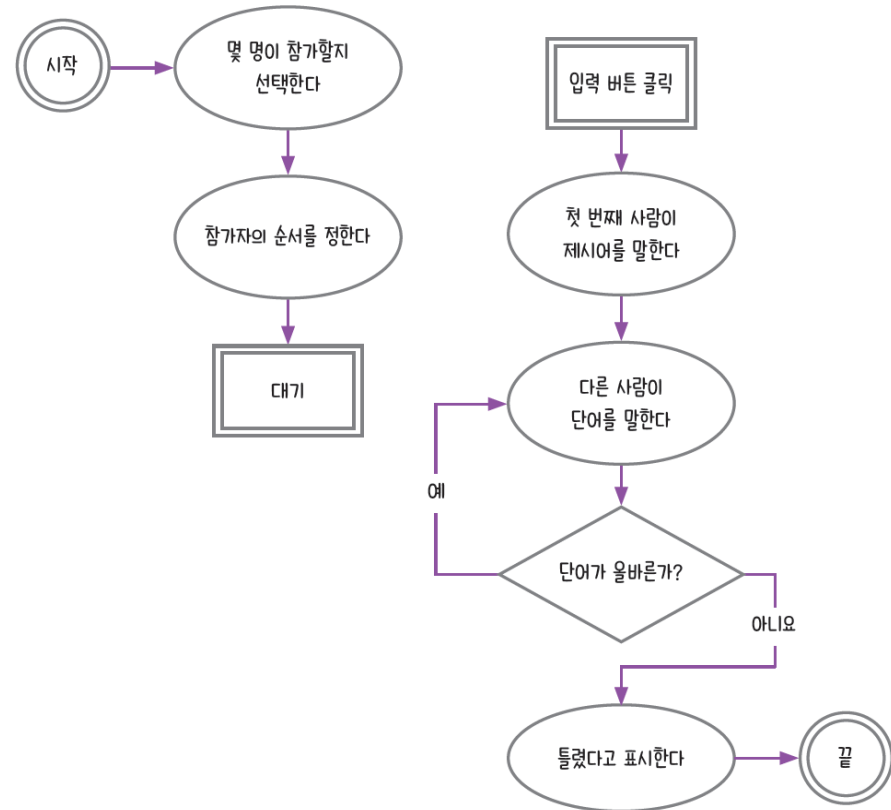 시작
몇 명이 참가할지
선택한다
참가자의 순서를 정한다
대기
입력 버튼 클릭
첫 번째 사람이
제시어를 말한다
다른 사람이
단어를 말한다
예
단어가 올바른가?
아니요
틀렸다고 표시한다
끝